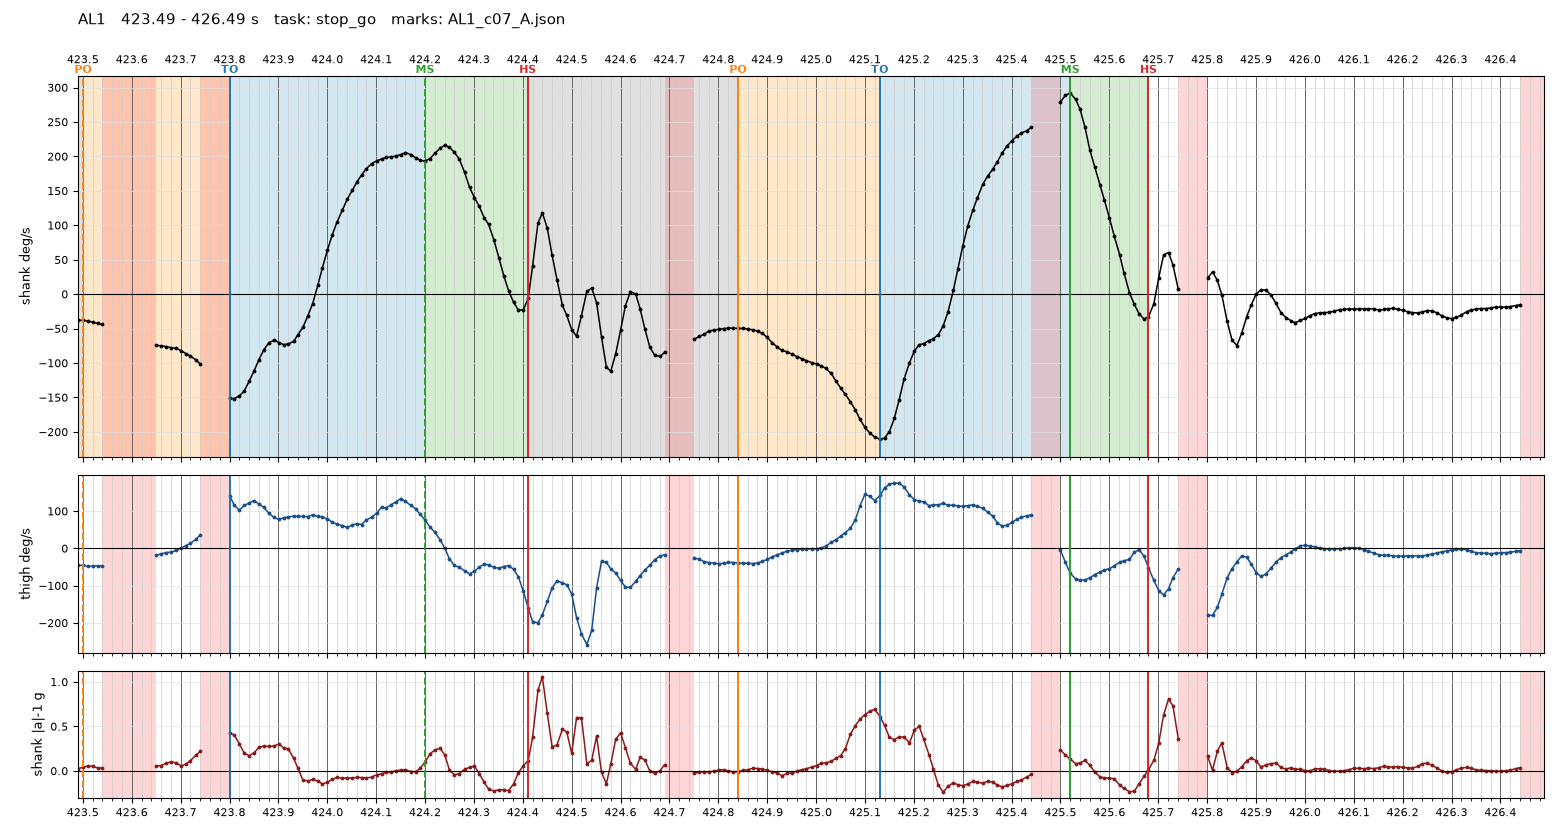 AL1   423.49 - 426.49 s   task: stop_go   marks: AL1_c07_A.json
423.5 423.6 423.7 423.8 423.9 424.0 424.1 424.2 424.3 424.4 424.5 424.6 424.7 424.8 424.9 425.0 425.1 425.2 425.3 425.4 425.5 425.6 425.7 425.8 425.9 426.0 426.1 426.2 426.3 426.4
PO TO MS HS PO TO MS HS
shank deg/s
300
250
200
150
100
50
0
−50
−100
−150
−200
thigh deg/s
100
0
−100
−200
shank |a|-1 g
1.0
0.5
0.0
423.5 423.6 423.7 423.8 423.9 424.0 424.1 424.2 424.3 424.4 424.5 424.6 424.7 424.8 424.9 425.0 425.1 425.2 425.3 425.4 425.5 425.6 425.7 425.8 425.9 426.0 426.1 426.2 426.3 426.4